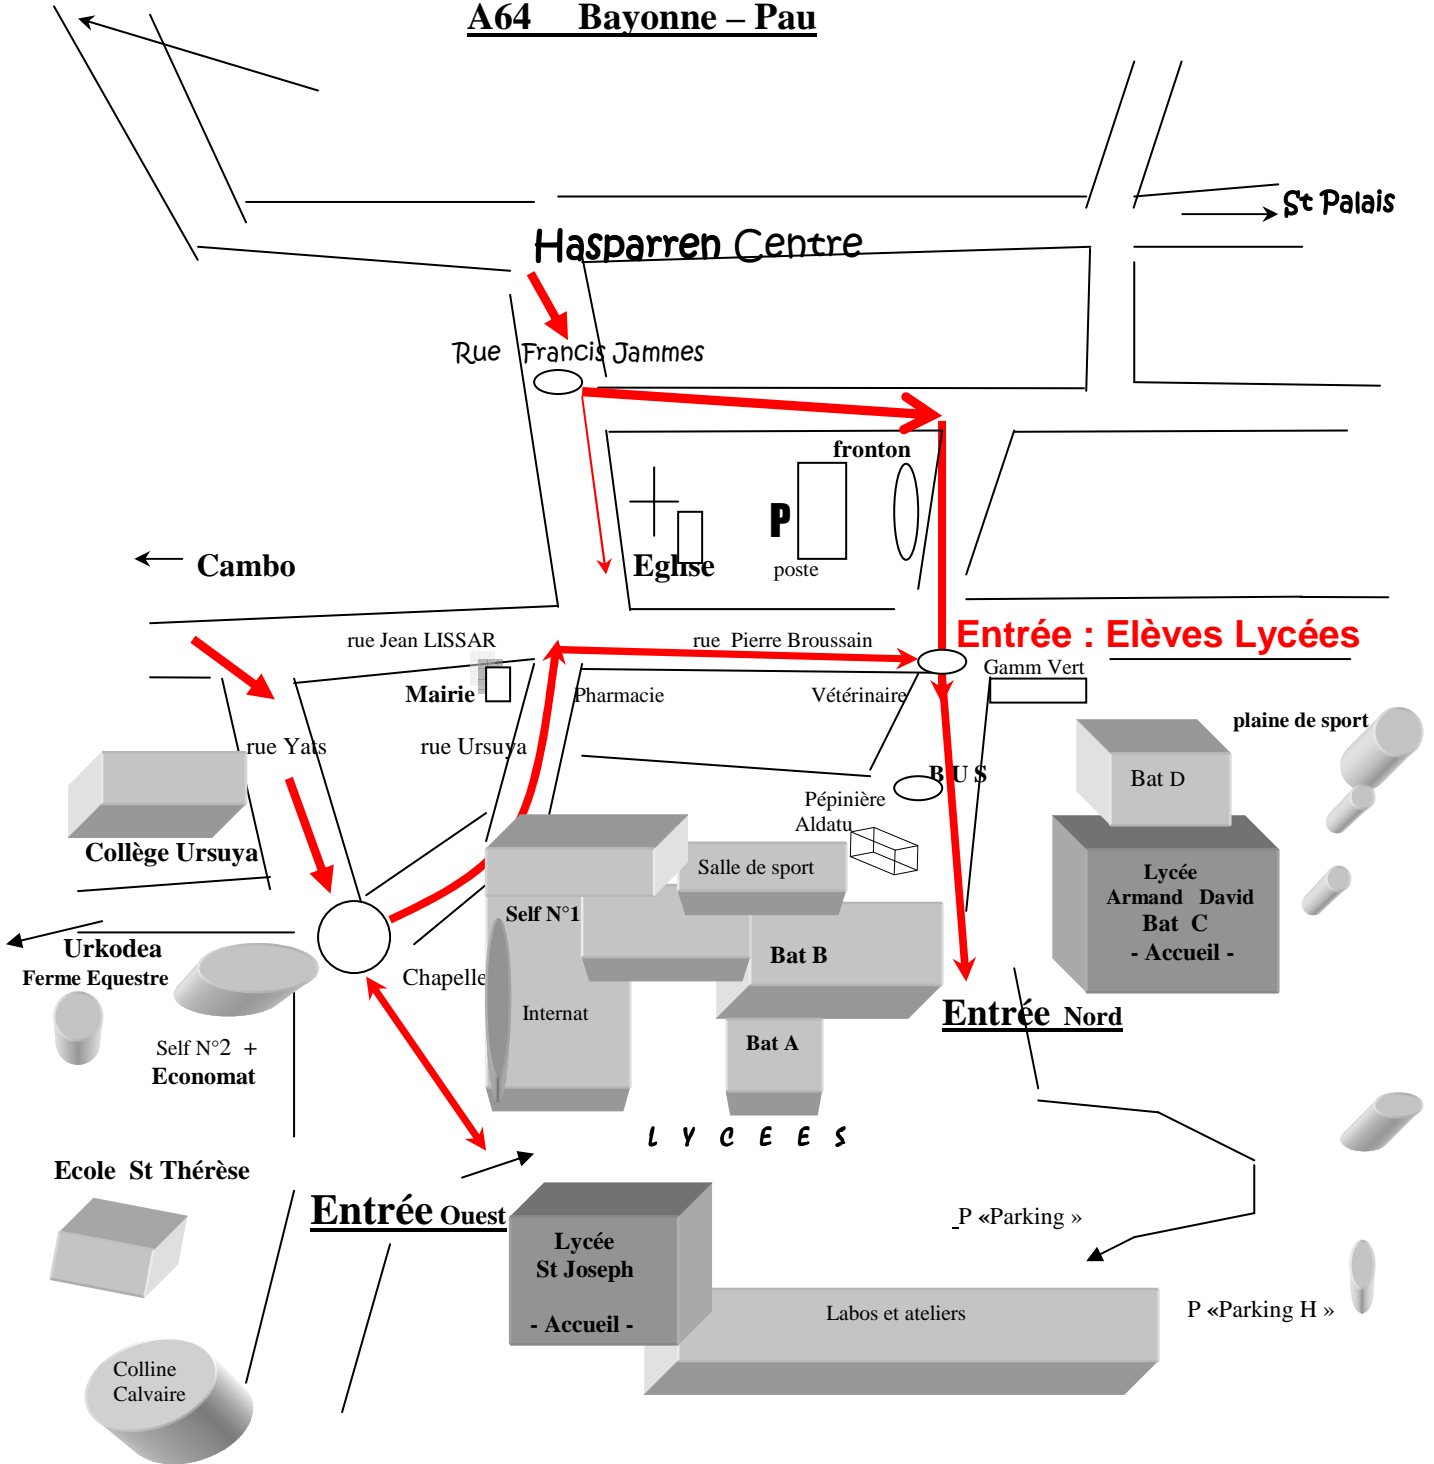 A64 Bayonne – Pau
St Palais
Hasparren Centre
Rue Francis Jammes
fronton
P
Cambo
Eglise
poste
rue Jean LISSAR
rue Pierre Broussain
Entrée : Elèves Lycées
Gamm Vert
Mairie
Pharmacie
Vétérinaire
plaine de sport
rue Yats
rue Ursuya
B U S
Bat D
Pépinière
Aldatu
Collège Ursuya
Salle de sport
Lycée
Armand David
Bat C
- Accueil -
Self N°1
Urkodea
Ferme Equestre
Bat B
Chapelle
Internat
Entrée Nord
Self N°2 +
Economat
Bat A
L Y C E E S
Ecole St Thérèse
Entrée Ouest
P «Parking »
Lycée
St Joseph
- Accueil -
Labos et ateliers
P «Parking H »
Colline
Calvaire